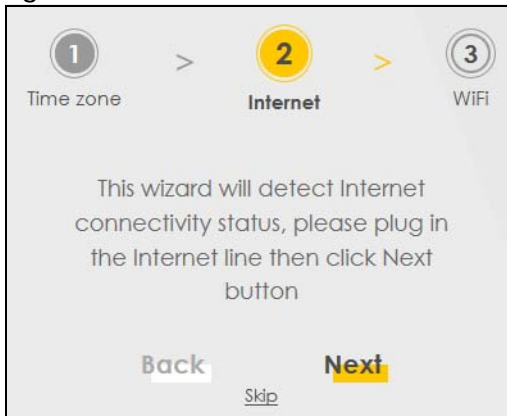 1 > 2 > 3
Time zone Internet WiFi
This wizard will detect Internet
connectivity status, please plug in
the Internet line then click Next
button
Back Next
Skip